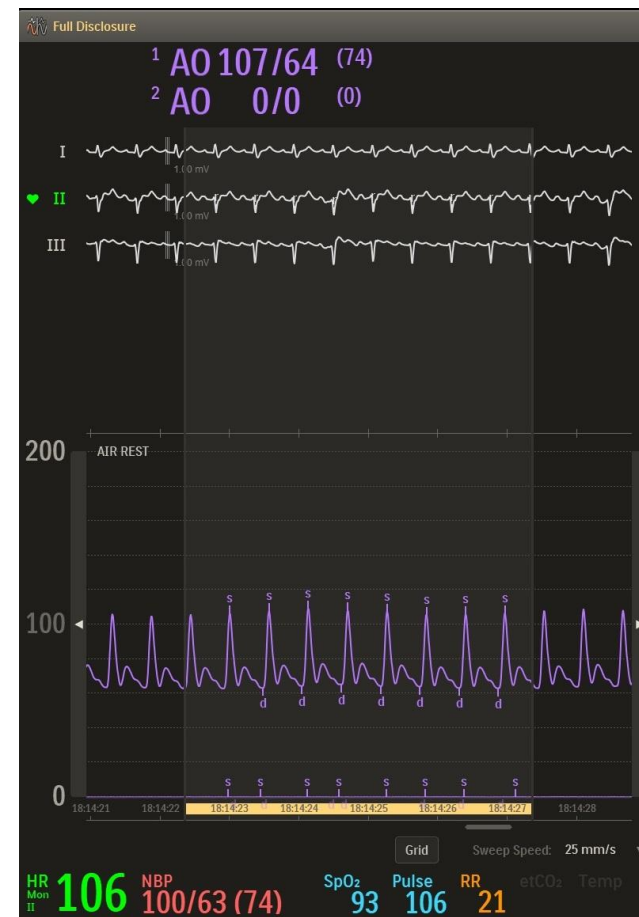 Full Disclosure
1 AO 107/64 (74)
2 AO 0/0 (0)
I
1.00 mV
II
1.00 mV
III
1.00 mV
200
AIR REST
100
s s s s s s s s
d d d d d d d
s s s s s s s s
0
18:14:21 18:14:22 18:14:23 18:14:24 18:14:25 18:14:26 18:14:27 18:14:28
Grid Sweep Speed: 25 mm/s
HR Mon II 106 NBP 100/63 (74) SpO₂ 93 Pulse 106 RR 21 etCO₂ Temp